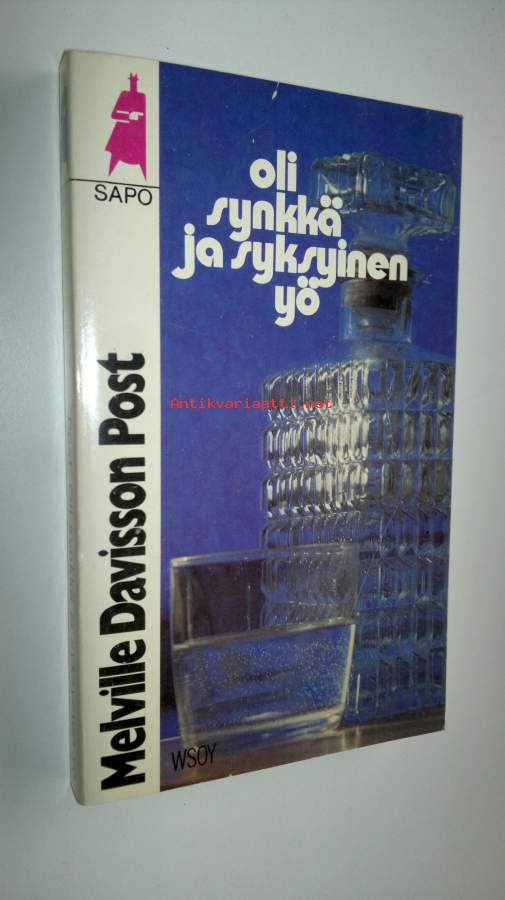 SAPO
oli
synkkä
ja syksyinen
yö
Antikvariaatti.net
Melville Davisson Post
WSOY